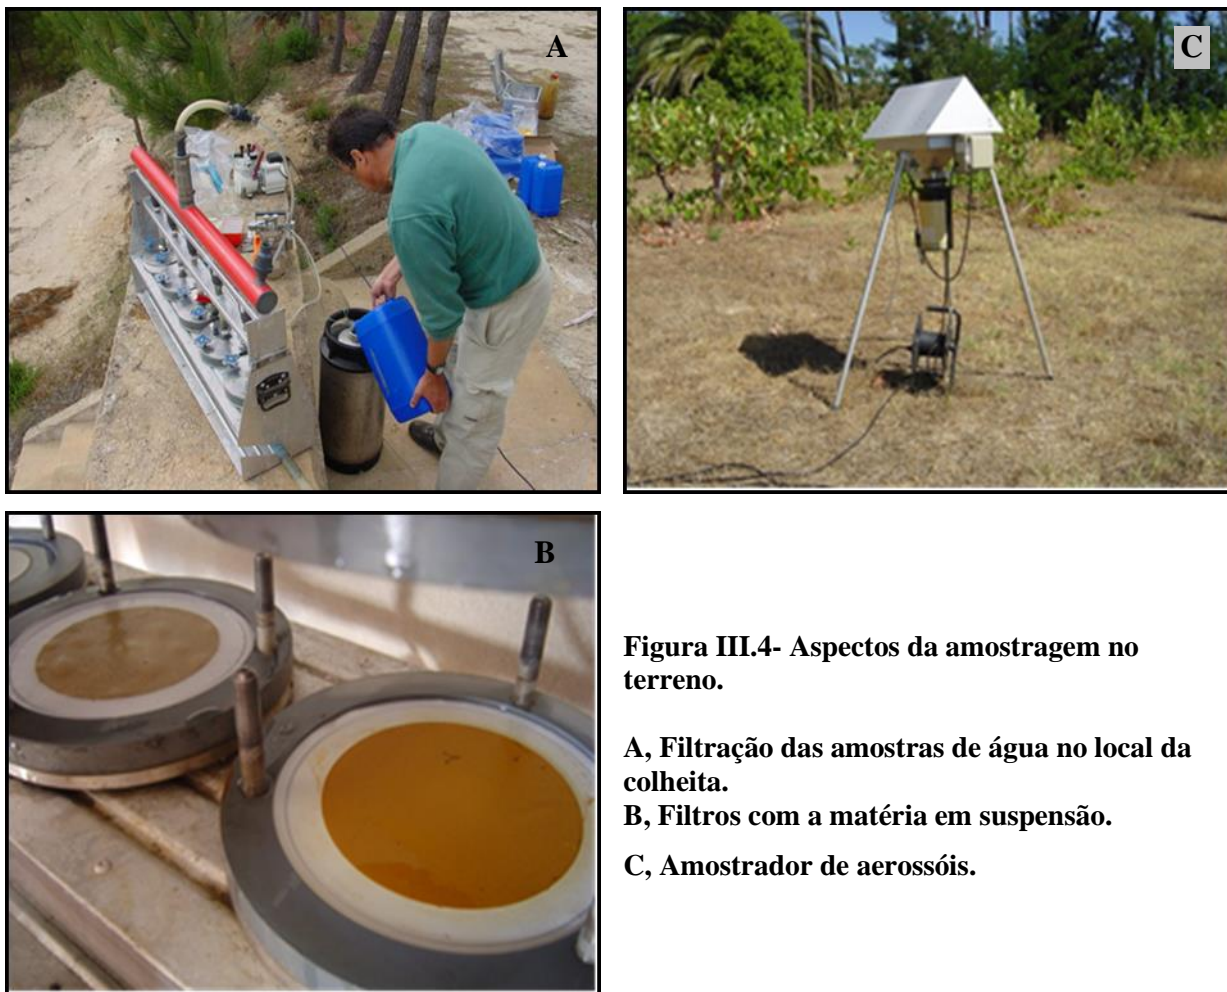 A
C
B
Figura III.4- Aspectos da amostragem no
terreno.
A, Filtração das amostras de água no local da
colheita.
B, Filtros com a matéria em suspensão.
C, Amostrador de aerossóis.